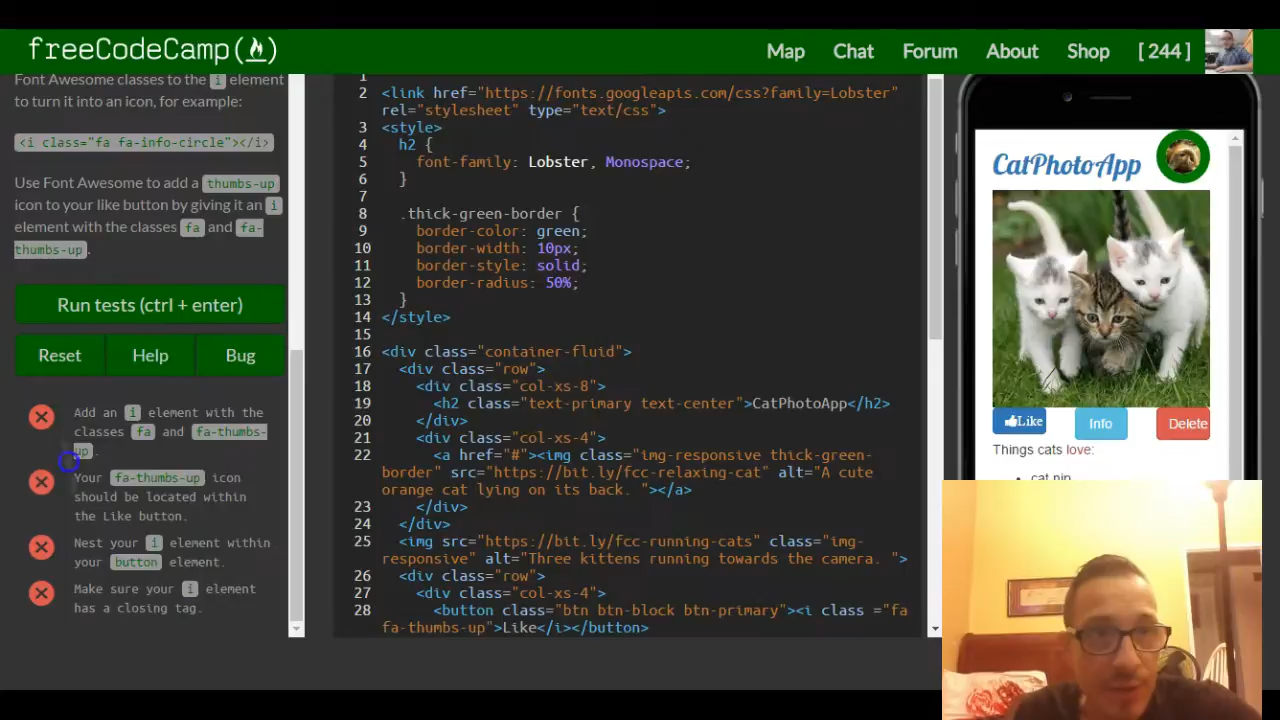 freeCodeCamp(🔥)
Map
Chat
Forum
About
Shop
[ 244 ]
Font Awesome classes to the i element
to turn it into an icon, for example:
<i class="fa fa-info-circle"></i>
Use Font Awesome to add a thumbs-up
icon to your like button by giving it an i
element with the classes fa and fa-
thumbs-up.
Run tests (ctrl + enter)
Reset
Help
Bug
Add an i element with the
classes fa and fa-thumbs-
up.
Your fa-thumbs-up icon
should be located within
the Like button.
Nest your i element within
your button element.
Make sure your i element
has a closing tag.
1
2 <link href="https://fonts.googleapis.com/css?family=Lobster"
rel="stylesheet" type="text/css">
3 <style>
4 h2 {
5 font-family: Lobster, Monospace;
6 }
7
8 .thick-green-border {
9 border-color: green;
10 border-width: 10px;
11 border-style: solid;
12 border-radius: 50%;
13 }
14 </style>
15
16 <div class="container-fluid">
17 <div class="row">
18 <div class="col-xs-8">
19 <h2 class="text-primary text-center">CatPhotoApp</h2>
20 </div>
21 <div class="col-xs-4">
22 <a href="#"><img class="img-responsive thick-green-
border" src="https://bit.ly/fcc-relaxing-cat" alt="A cute
orange cat lying on its back. "></a>
23 </div>
24 </div>
25 <img src="https://bit.ly/fcc-running-cats" class="img-
responsive" alt="Three kittens running towards the camera. ">
26 <div class="row">
27 <div class="col-xs-4">
28 <button class="btn btn-block btn-primary"><i class ="fa
fa-thumbs-up">Like</i></button>
CatPhotoApp
Like
Info
Delete
Things cats love:
cat nip